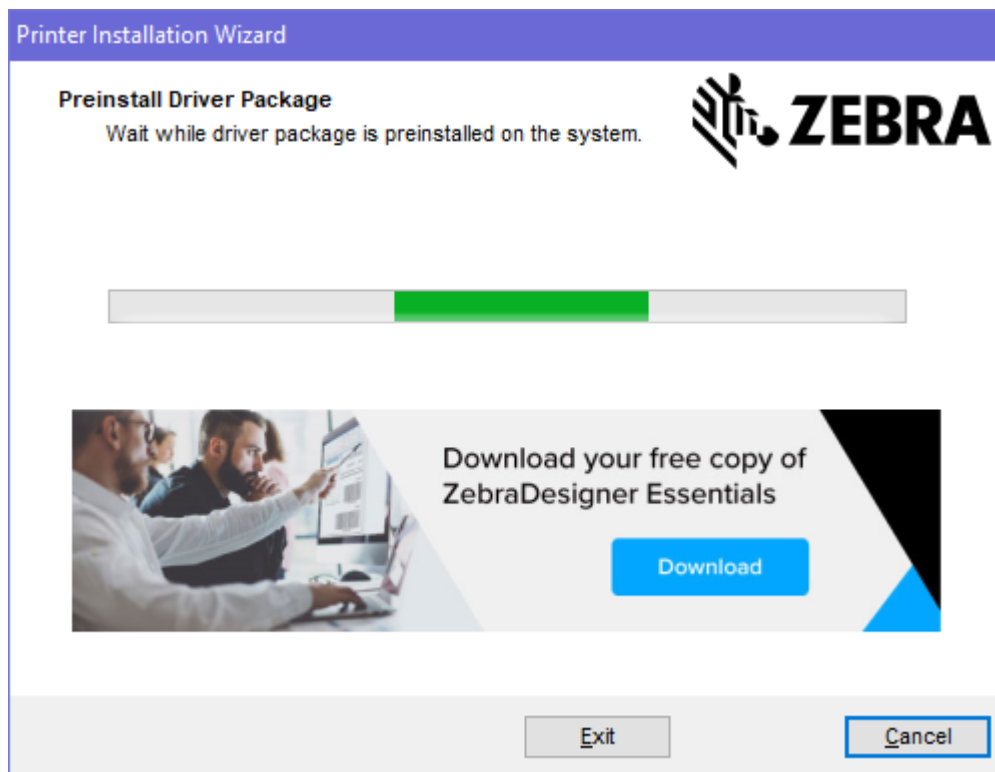 Printer Installation Wizard
Preinstall Driver Package
Wait while driver package is preinstalled on the system.
ZEBRA
Download your free copy of
ZebraDesigner Essentials
Download
Exit
Cancel